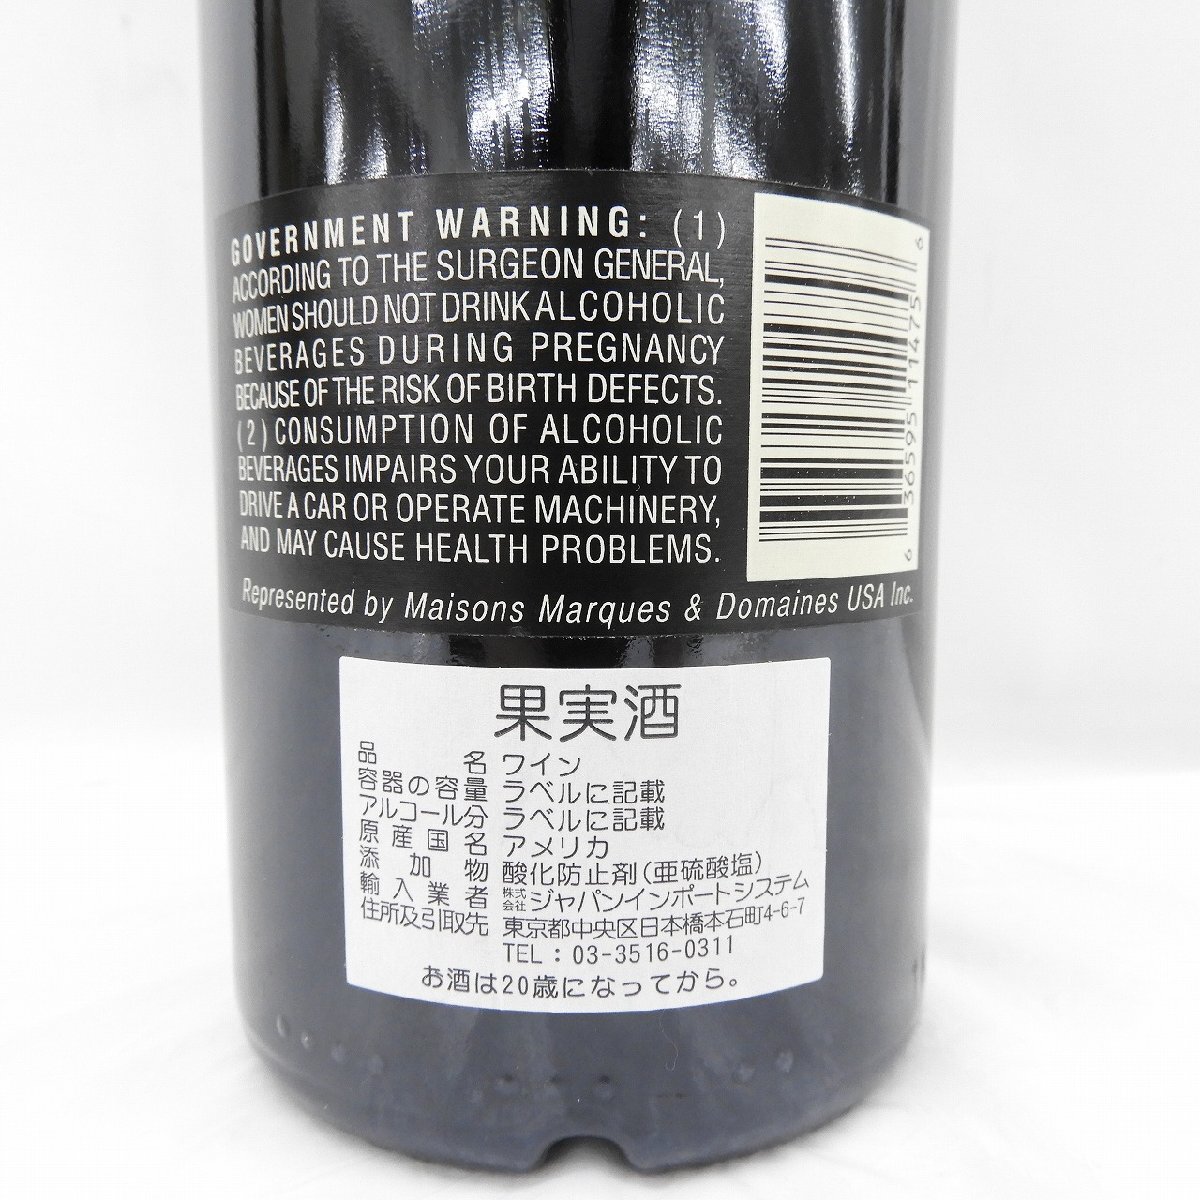 GOVERNMENT WARNING: (1)
ACCORDING TO THE SURGEON GENERAL,
WOMEN SHOULD NOT DRINK ALCOHOLIC
BEVERAGES DURING PREGNANCY
BECAUSE OF THE RISK OF BIRTH DEFECTS.
(2) CONSUMPTION OF ALCOHOLIC
BEVERAGES IMPAIRS YOUR ABILITY TO
DRIVE A CAR OR OPERATE MACHINERY,
AND MAY CAUSE HEALTH PROBLEMS.
Represented by Maisons Marques & Domaines USA Inc.
6 36595 11475 6
果実酒
品名 ワイン
容器の容量 ラベルに記載
アルコール分 ラベルに記載
原産国名 アメリカ
添加物 酸化防止剤(亜硫酸塩)
輸入業者 株式会社ジャパンインポートシステム
住所及引取先 東京都中央区日本橋本石町4-6-7
TEL：03-3516-0311
お酒は20歳になってから。